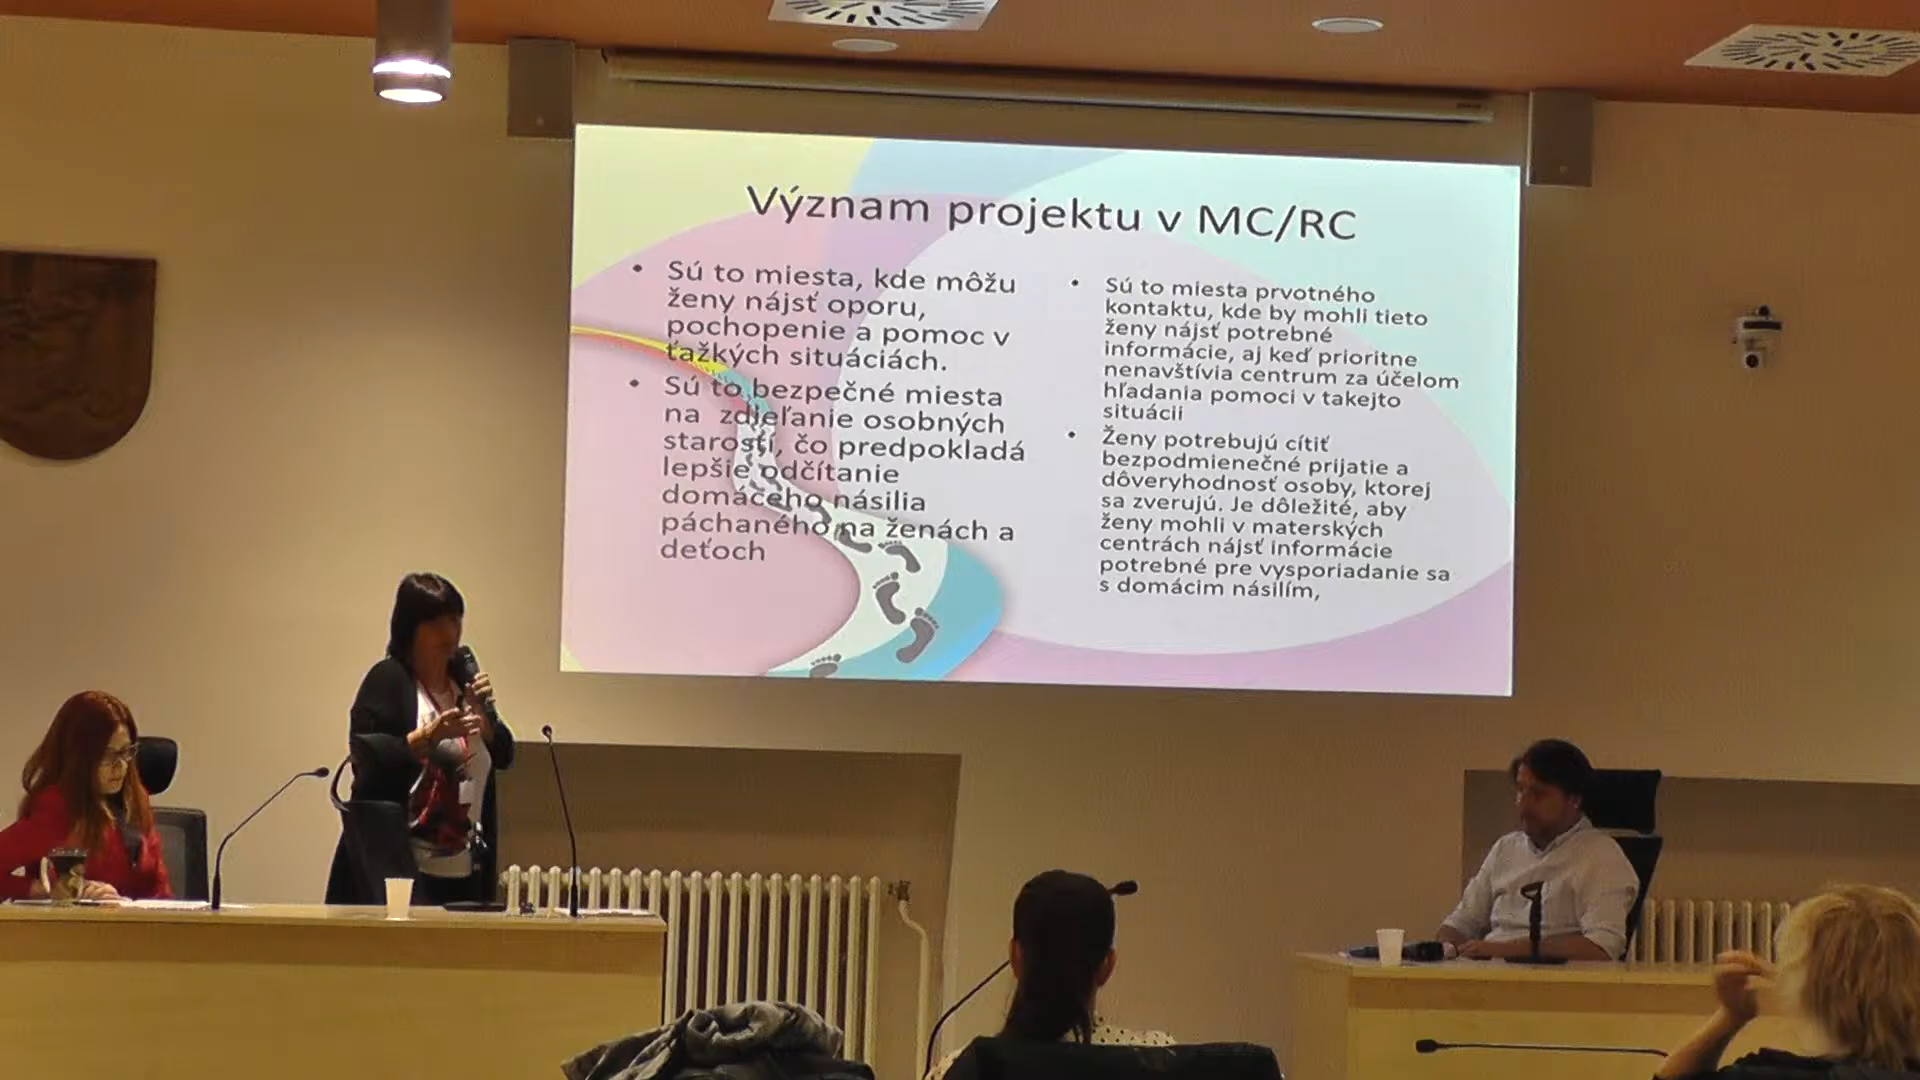 Význam projektu v MC/RC
• Sú to miesta, kde môžu
ženy nájsť oporu,
pochopenie a pomoc v
ťažkých situáciách.
• Sú to bezpečné miesta
na zdieľanie osobných
starostí, čo predpokladá
lepšie odčítanie
domáceho násilia
páchaného na ženách a
deťoch
• Sú to miesta prvotného
kontaktu, kde by mohli tieto
ženy nájsť potrebné
informácie, aj keď prioritne
nenavštívia centrum za účelom
hľadania pomoci v takejto
situácii
• Ženy potrebujú cítiť
bezpodmienečné prijatie a
dôveryhodnosť osoby, ktorej
sa zverujú. Je dôležité, aby
ženy mohli v materských
centrách nájsť informácie
potrebné pre vysporiadanie sa
s domácim násilím,